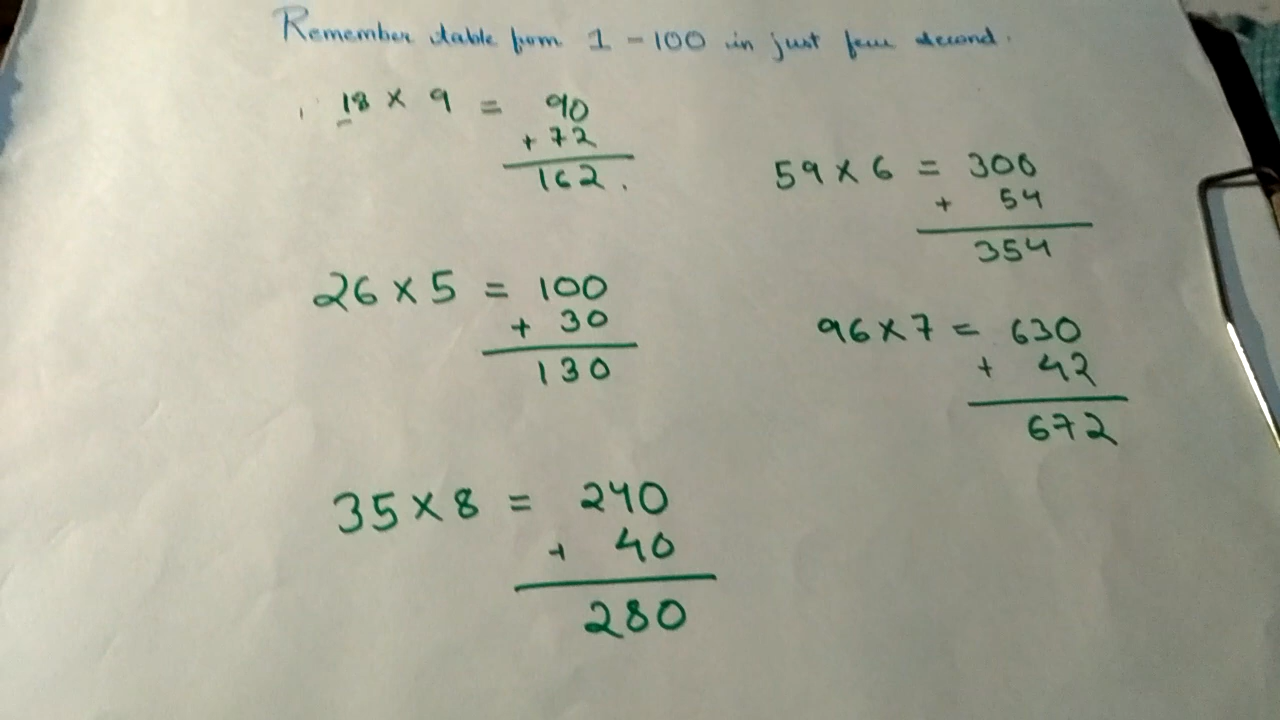 Remember table from 1 - 100 in just few second.
18 × 9 = 90
+ 72
162.
59 × 6 = 300
+ 54
354
26 × 5 = 100
+ 30
130
96 × 7 = 630
+ 42
672
35 × 8 = 240
+ 40
280